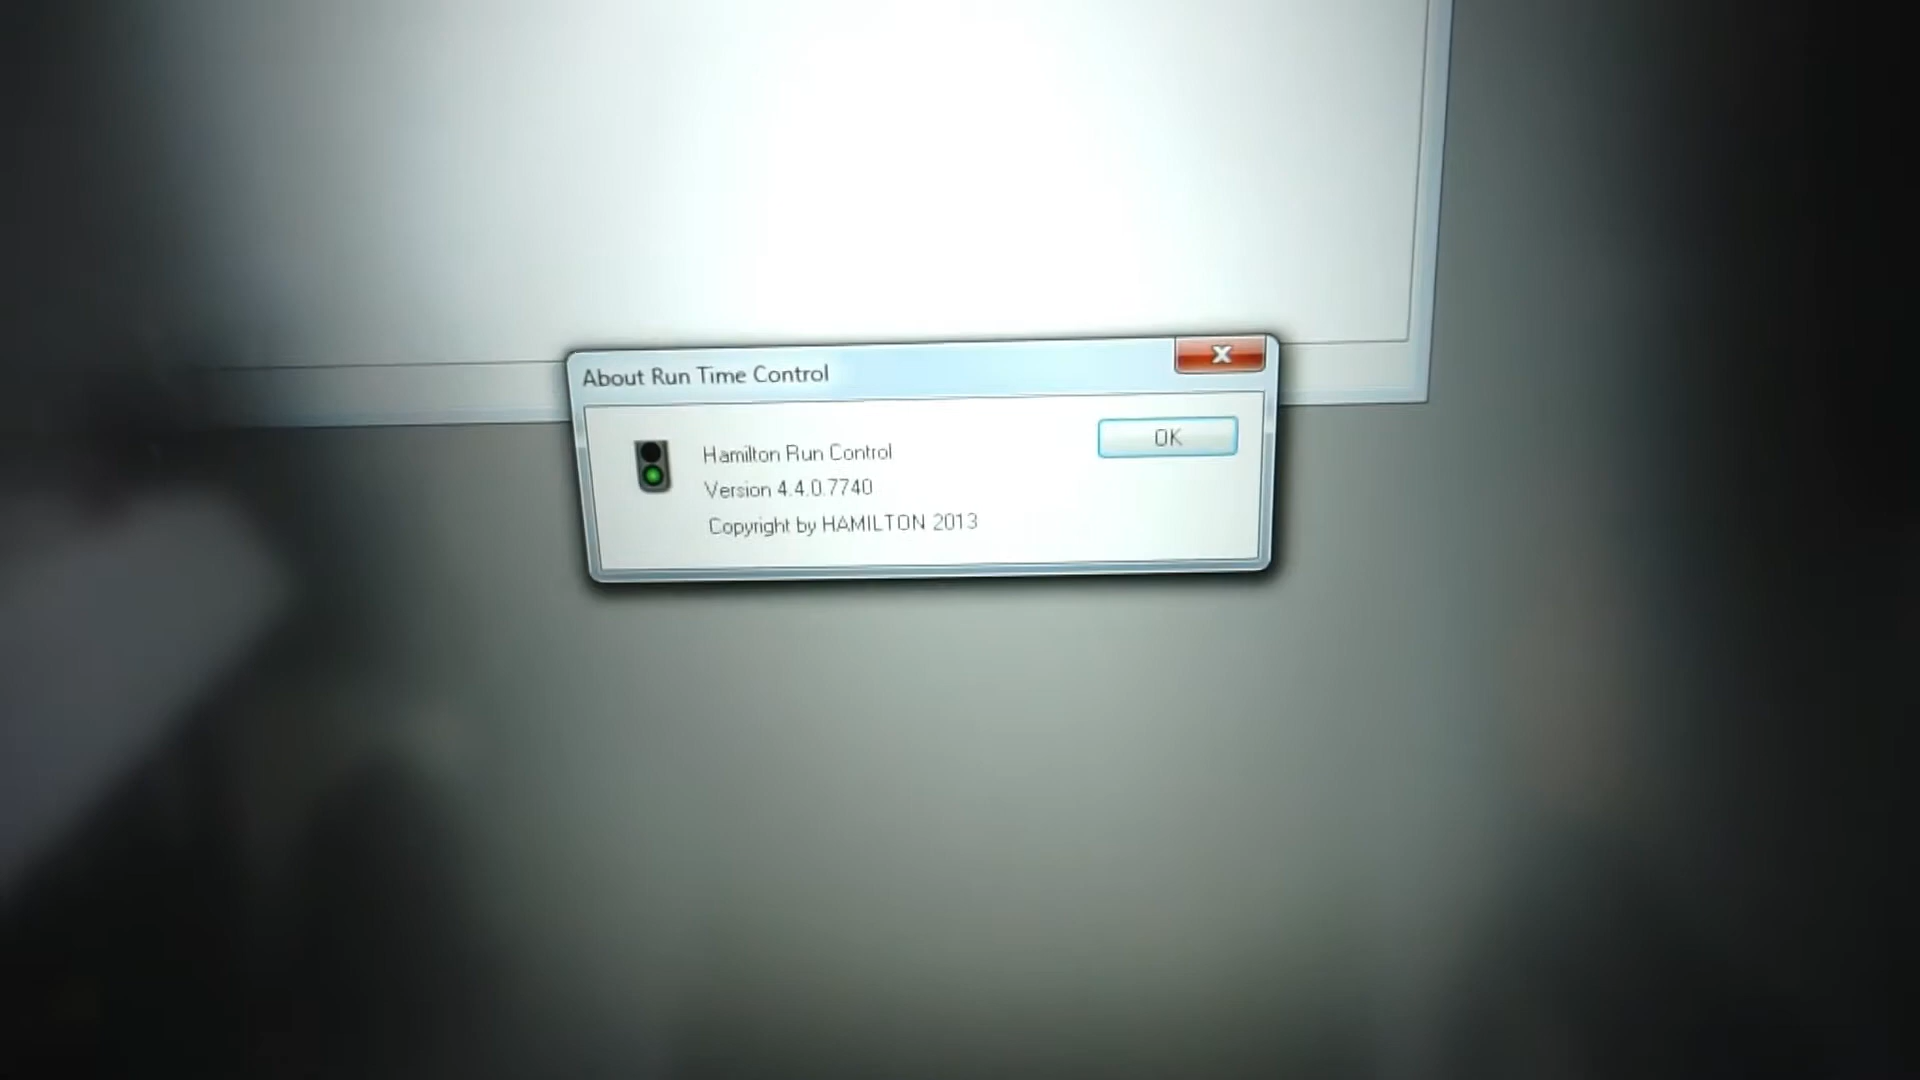 About Run Time Control
Hamilton Run Control
OK
Version 4.4.0.7740
Copyright by HAMILTON 2013